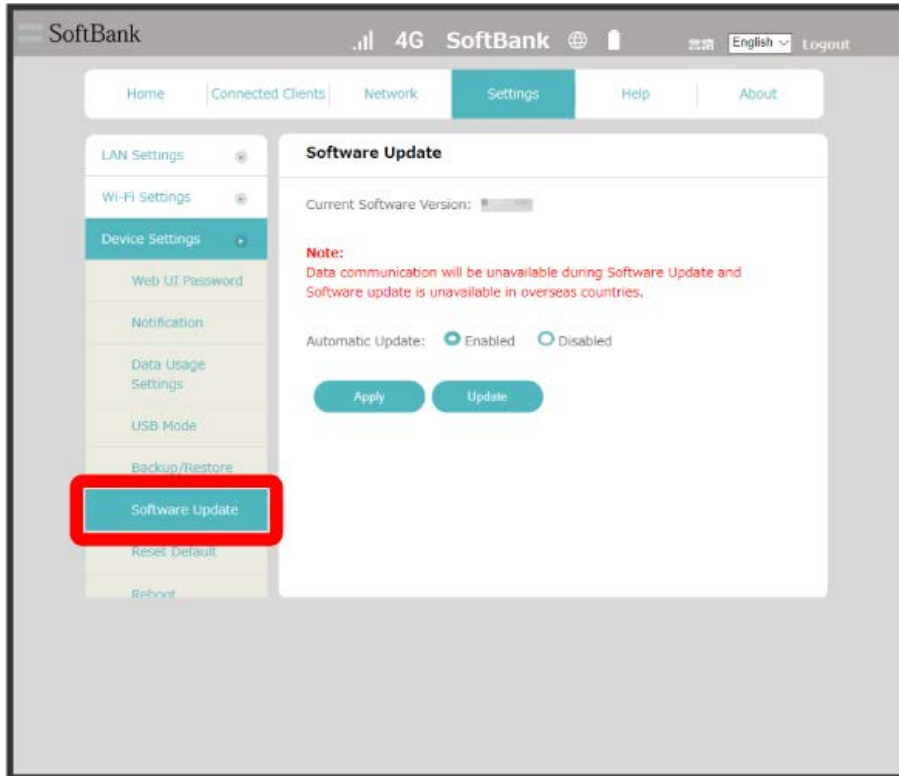 SoftBank
4G SoftBank
言語 English Logout
Home Connected Clients Network Settings Help About
LAN Settings
Wi-Fi Settings
Device Settings
Web UI Password
Notification
Data Usage
Settings
USB Mode
Backup/Restore
Software Update
Reset Default
Reboot
Software Update
Current Software Version:
Note:
Data communication will be unavailable during Software Update and
Software update is unavailable in overseas countries.
Automatic Update: Enabled Disabled
Apply Update